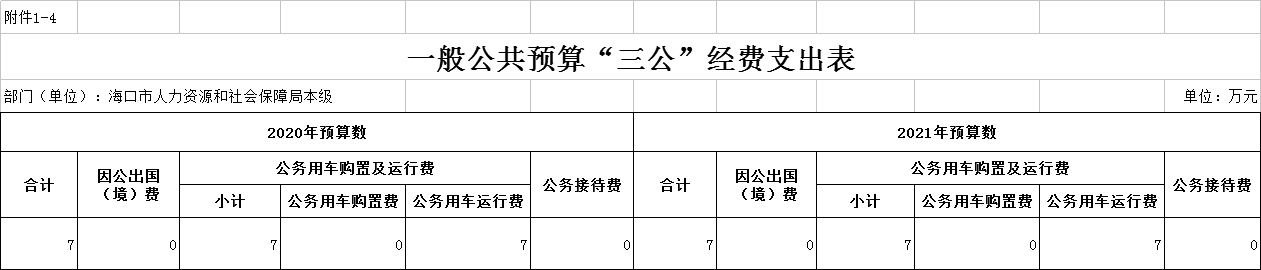 附件1-4
一般公共预算“三公”经费支出表
部门（单位）：海口市人力资源和社会保障局本级 单位：万元
2020年预算数 2021年预算数
合计 因公出国（境）费 公务用车购置及运行费 公务接待费 合计 因公出国（境）费 公务用车购置及运行费 公务接待费
小计 公务用车购置费 公务用车运行费 小计 公务用车购置费 公务用车运行费
7 0 7 0 7 0 7 0 7 0 7 0